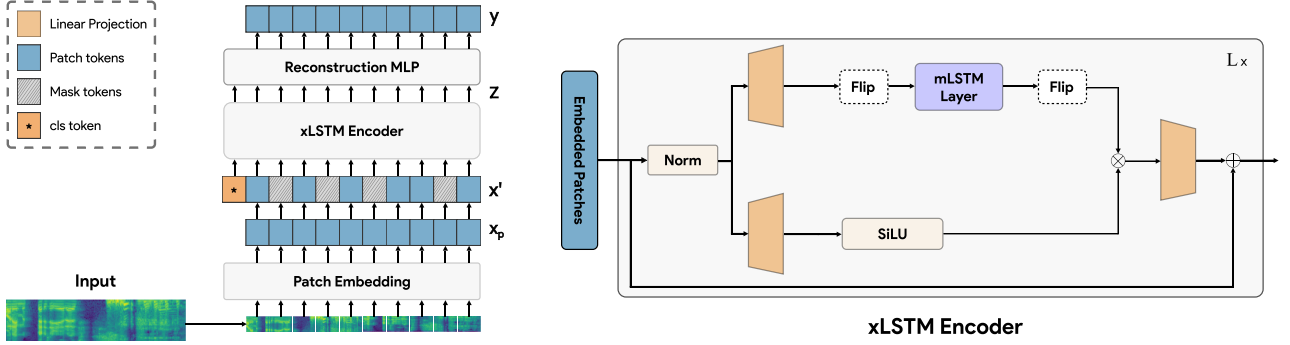 Linear Projection
Patch tokens
Mask tokens
* cls token
y
Reconstruction MLP
z
xLSTM Encoder
*
x'
xp
Patch Embedding
Input
Embedded Patches
Norm
Flip
mLSTM
Layer
Flip
L x
SiLU
xLSTM Encoder